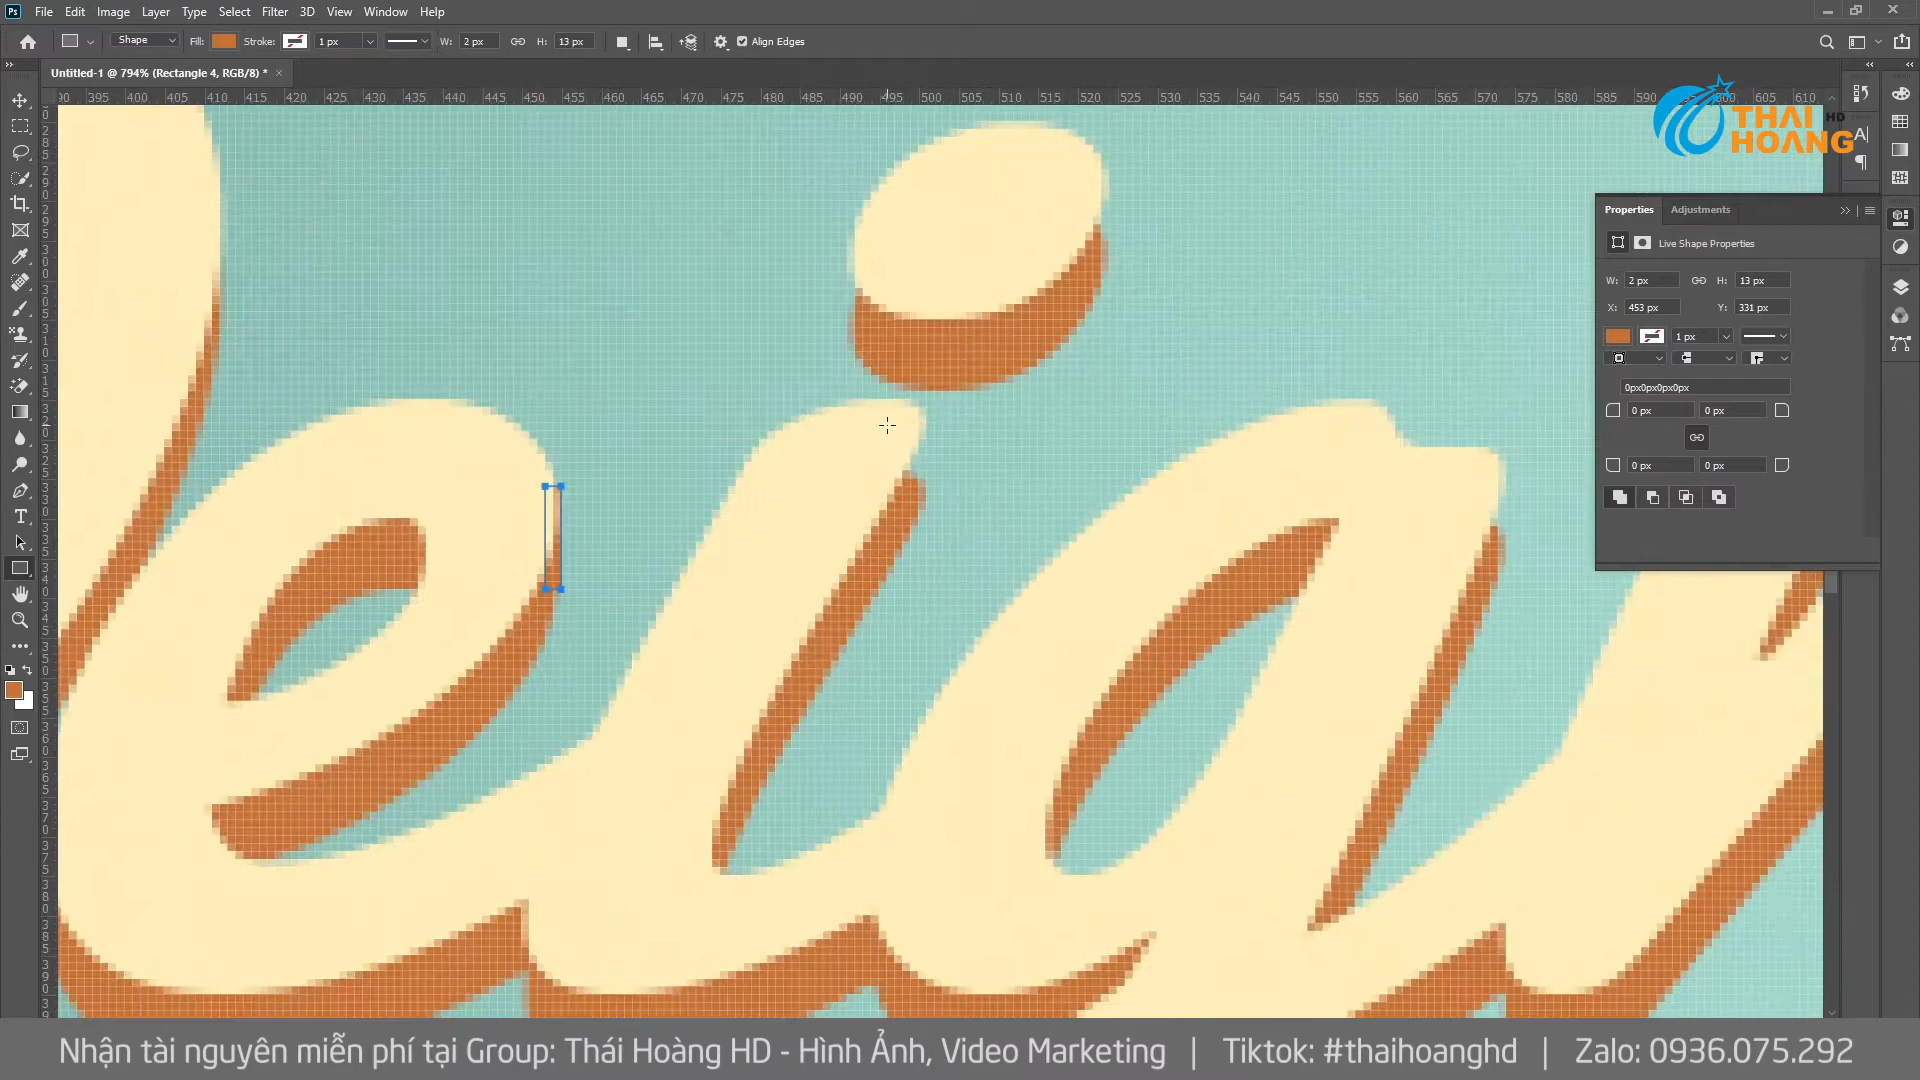 Ps File Edit Image Layer Type Select Filter 3D View Window Help
Shape Fill: Stroke: 1 px W: 2 px H: 13 px Align Edges
Untitled-1 @ 794% (Rectangle 4, RGB/8) * ×
395 400 405 410 415 420 425 430 435 440 445 450 455 460 465 470 475 480 485 490 495 500 505 510 515 520 525 530 535 540 545 550 555 560 565 570 575 580 585 590 595 600 605 610
THAI HD
HOANG
Properties Adjustments
Live Shape Properties
W: 2 px H: 13 px
X: 453 px Y: 331 px
1 px
0px0px0px0px
0 px 0 px
0 px 0 px
eia
Nhận tài nguyên miễn phí tại Group: Thái Hoàng HD - Hình Ảnh, Video Marketing | Tiktok: #thaihoanghd | Zalo: 0936.075.292